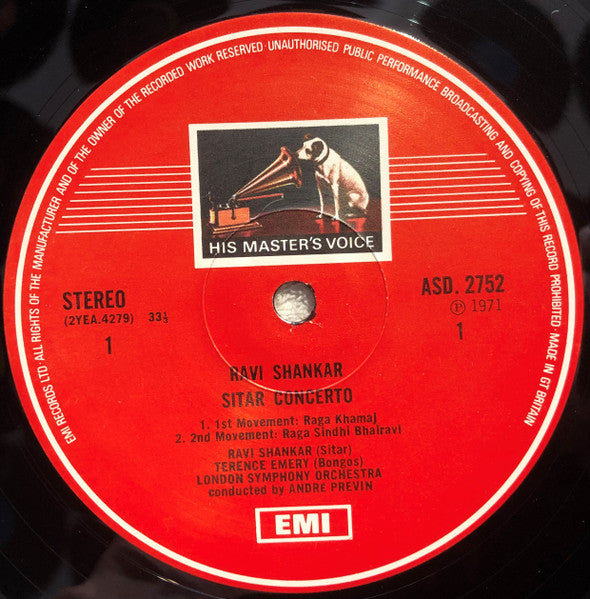 EMI RECORDS LTD · ALL RIGHTS OF THE MANUFACTURER AND OF THE OWNER OF THE RECORDED WORK RESERVED · UNAUTHORISED PUBLIC PERFORMANCE BROADCASTING AND COPYING OF THIS RECORD PROHIBITED · MADE IN GT BRITAIN
HIS MASTER'S VOICE
STEREO
(2YEA.4279) 33⅓
1
ASD. 2752
Ⓟ 1971
1
RAVI SHANKAR
SITAR CONCERTO
1. 1st Movement: Raga Khamaj
2. 2nd Movement: Raga Sindhi Bhairavi
RAVI SHANKAR (Sitar)
TERENCE EMERY (Bongos)
LONDON SYMPHONY ORCHESTRA
conducted by ANDRE PREVIN
EMI